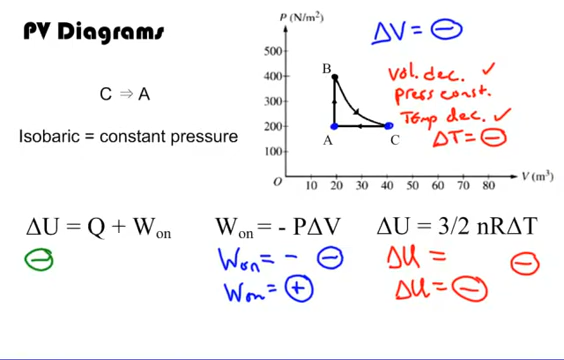 PV Diagrams
C ⇒ A
Isobaric = constant pressure
P (N/m²)
500
400
300
200
100
O
10 20 30 40 50 60 70 80
V (m³)
B
A
C
ΔV = ⊖
vol. dec. ✓
press const.
Temp dec. ✓
ΔT = ⊖
ΔU = Q + Won
⊖
Won = - PΔV
Won = - ⊖
Won = ⊕
ΔU = 3/2 nRΔT
ΔU = ⊖
ΔU = ⊖